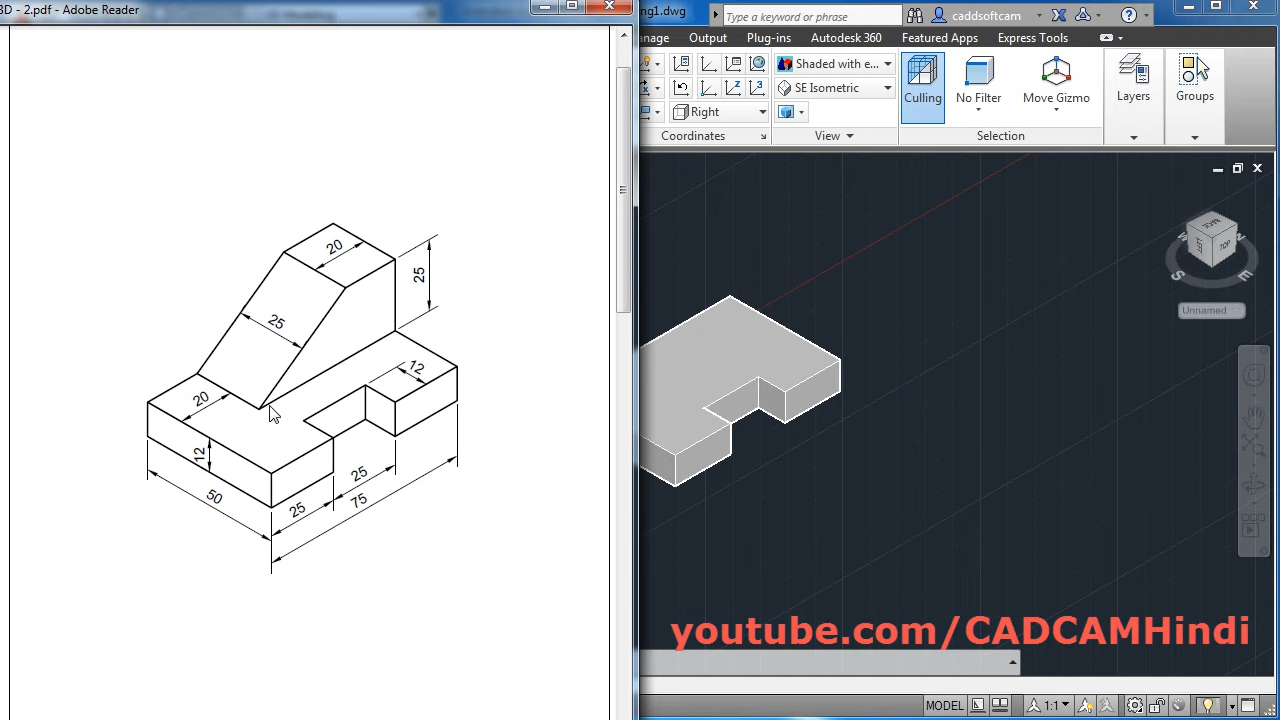 3D - 2.pdf - Adobe Reader
ng1.dwg
Type a keyword or phrase
caddsoftcam
nage
Output
Plug-ins
Autodesk 360
Featured Apps
Express Tools
Shaded with e...
SE Isometric
Right
Culling
No Filter
Move Gizmo
Layers
Groups
Coordinates
View
Selection
20
25
25
12
20
12
50
25
25
75
TOP
S
E
Unnamed
youtube.com/CADCAMHindi
MODEL
1:1